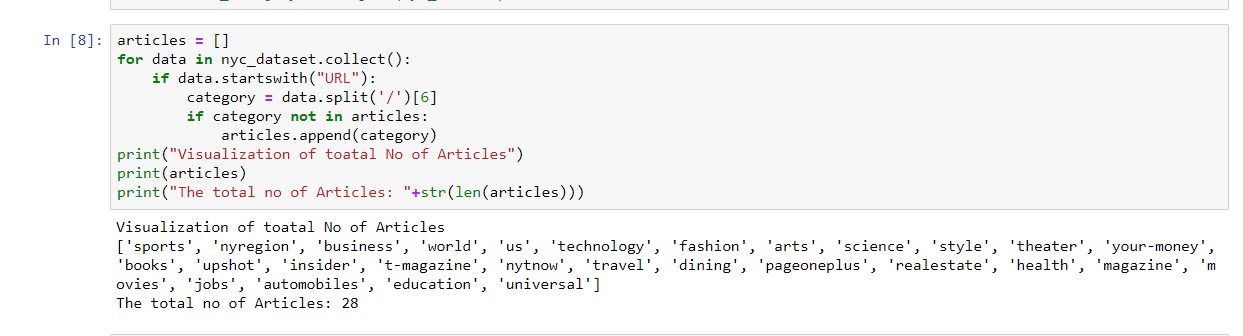 In [8]: articles = []
for data in nyc_dataset.collect():
    if data.startswith("URL"):
        category = data.split('/')[6]
        if category not in articles:
            articles.append(category)
print("Visualization of toatal No of Articles")
print(articles)
print("The total no of Articles: "+str(len(articles)))
Visualization of toatal No of Articles
['sports', 'nyregion', 'business', 'world', 'us', 'technology', 'fashion', 'arts', 'science', 'style', 'theater', 'your-money',
'books', 'upshot', 'insider', 't-magazine', 'nytnow', 'travel', 'dining', 'pageoneplus', 'realestate', 'health', 'magazine', 'm
ovies', 'jobs', 'automobiles', 'education', 'universal']
The total no of Articles: 28